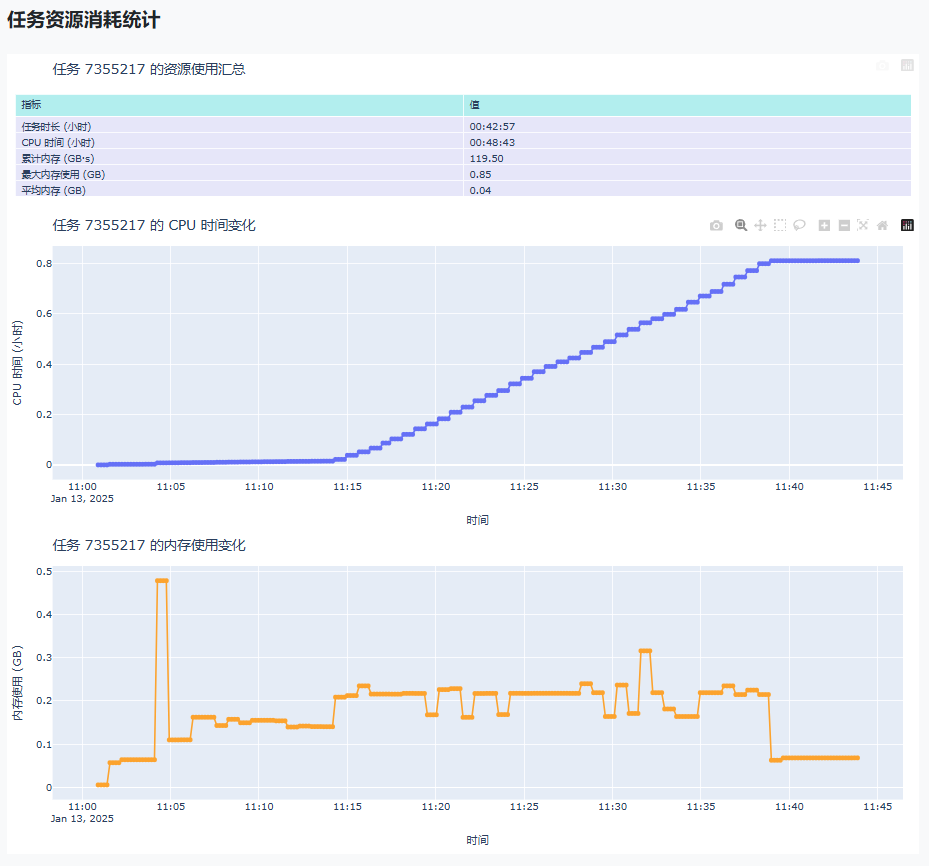 任务资源消耗统计
任务 7355217 的资源使用汇总
指标 值
任务时长 (小时) 00:42:57
CPU 时间 (小时) 00:48:43
累计内存 (GB·s) 119.50
最大内存使用 (GB) 0.85
平均内存 (GB) 0.04
任务 7355217 的 CPU 时间变化
CPU 时间 (小时)
0.8
0.6
0.4
0.2
0
11:00 11:05 11:10 11:15 11:20 11:25 11:30 11:35 11:40 11:45
Jan 13, 2025
时间
任务 7355217 的内存使用变化
内存使用 (GB)
0.5
0.4
0.3
0.2
0.1
0
11:00 11:05 11:10 11:15 11:20 11:25 11:30 11:35 11:40 11:45
Jan 13, 2025
时间